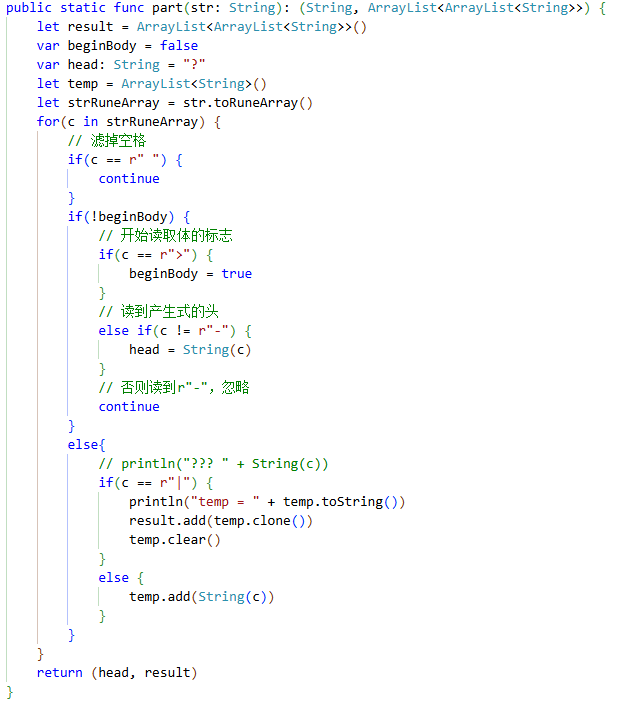 public static func part(str: String): (String, ArrayList<ArrayList<String>>) {
    let result = ArrayList<ArrayList<String>>()
    var beginBody = false
    var head: String = "?"
    let temp = ArrayList<String>()
    let strRuneArray = str.toRuneArray()
    for(c in strRuneArray) {
        // 滤掉空格
        if(c == r" ") {
            continue
        }
        if(!beginBody) {
            // 开始读取体的标志
            if(c == r">") {
                beginBody = true
            }
            // 读到产生式的头
            else if(c != r"-") {
                head = String(c)
            }
            // 否则读到r"-"，忽略
            continue
        }
        else{
            // println("??? " + String(c))
            if(c == r"|") {
                println("temp = " + temp.toString())
                result.add(temp.clone())
                temp.clear()
            }
            else {
                temp.add(String(c))
            }
        }
    }
    return (head, result)
}